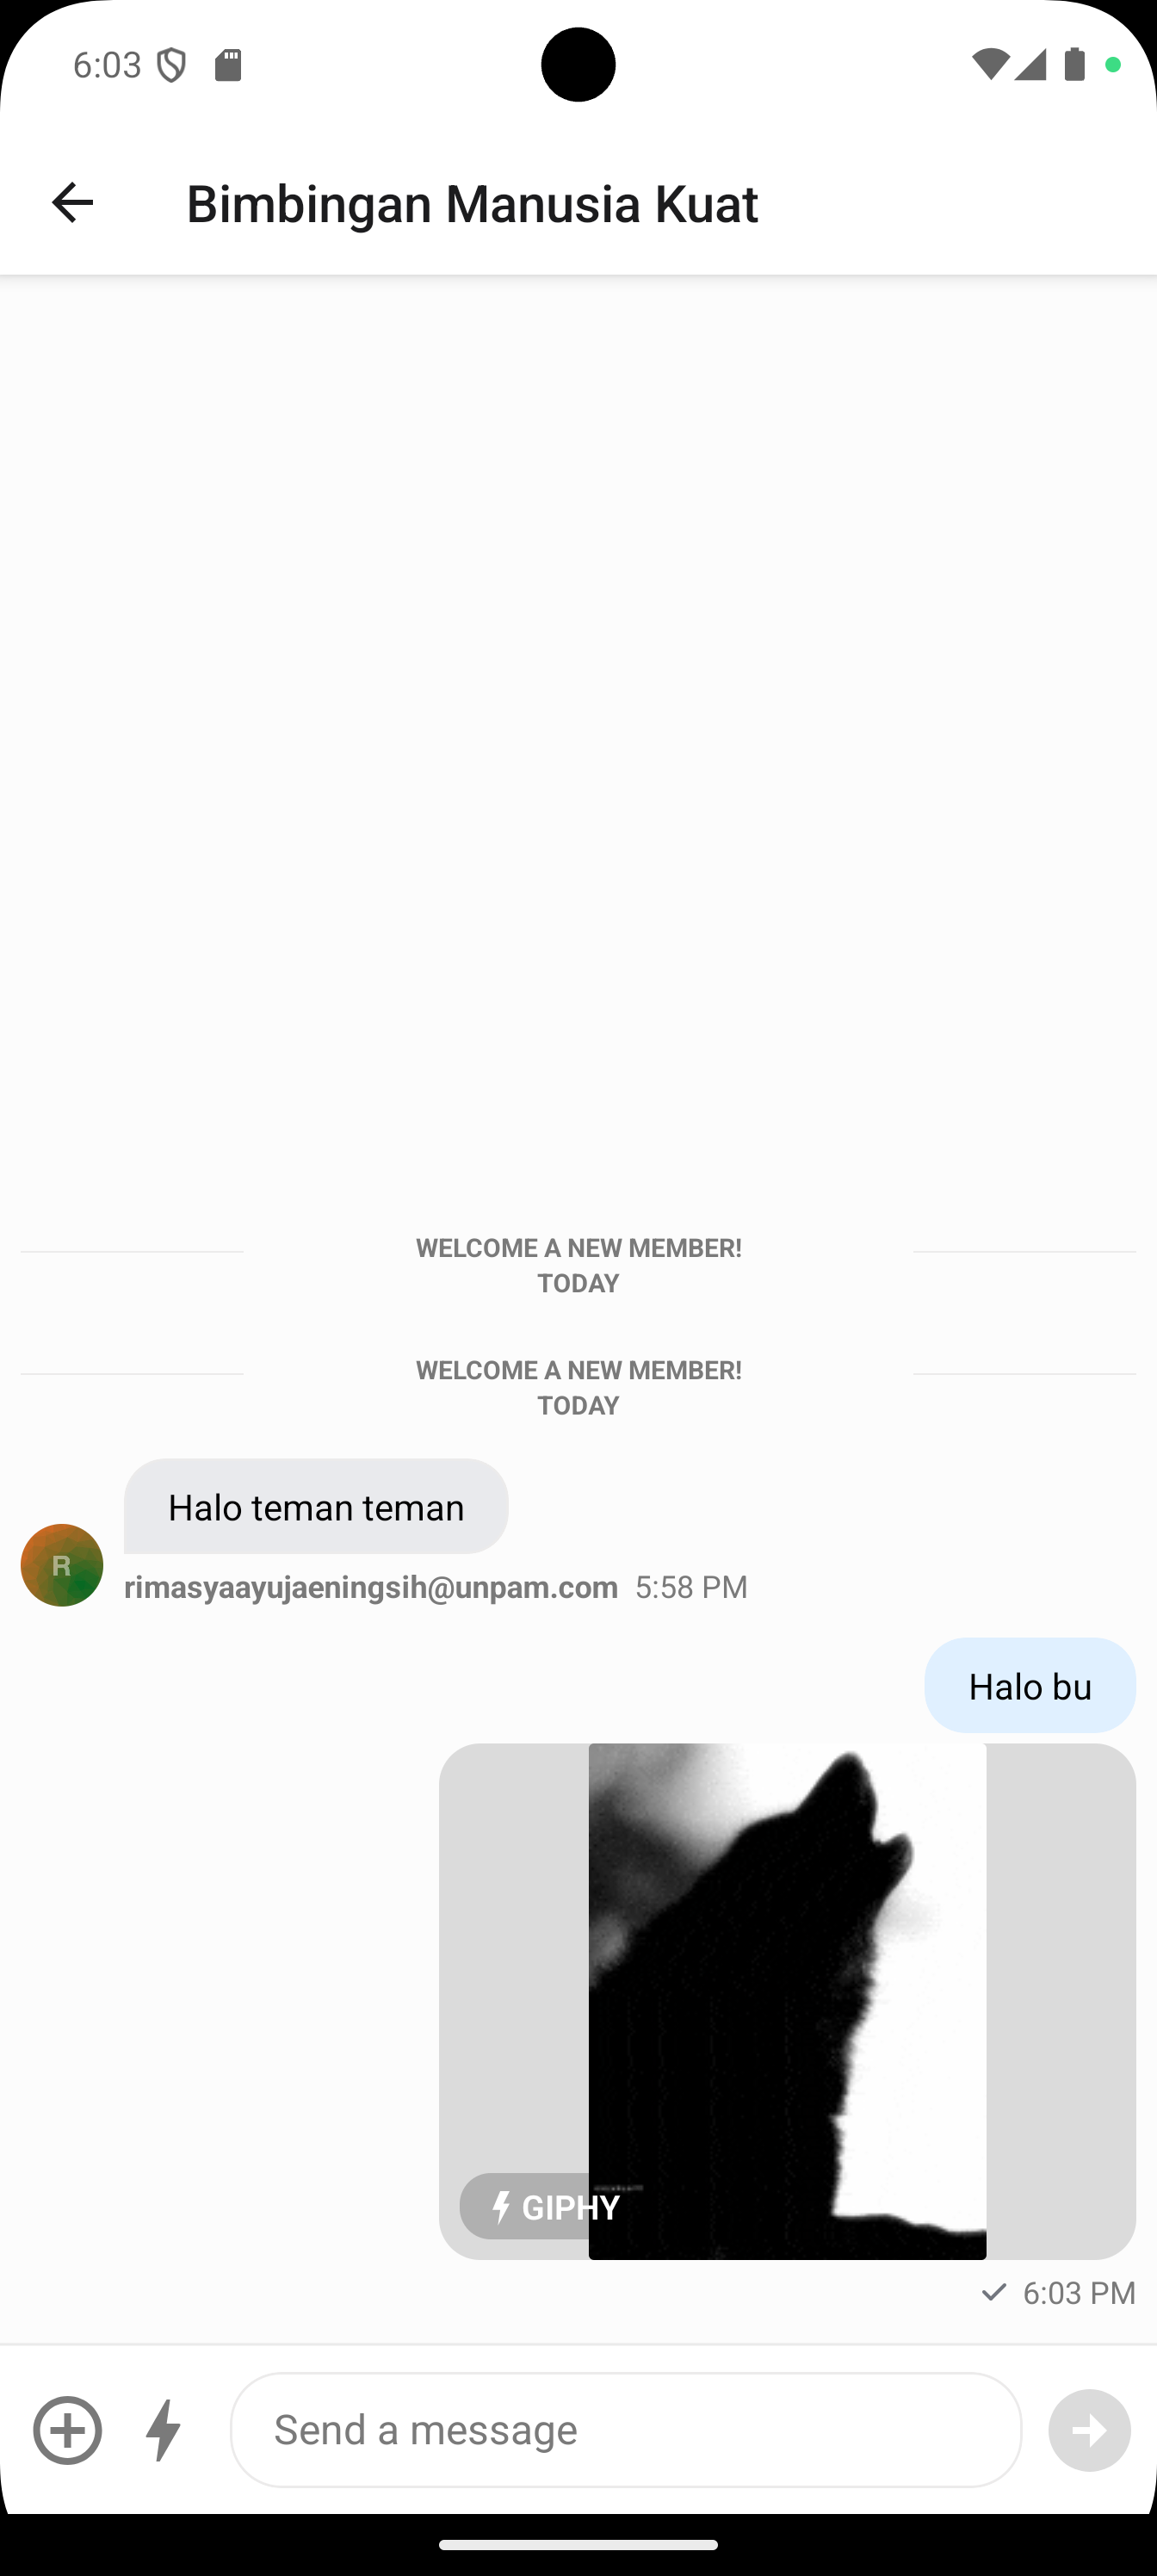 6:03
Bimbingan Manusia Kuat
WELCOME A NEW MEMBER!
TODAY
WELCOME A NEW MEMBER!
TODAY
Halo teman teman
R
rimasyaayujaeningsih@unpam.com 5:58 PM
Halo bu
GIPHY
6:03 PM
Send a message